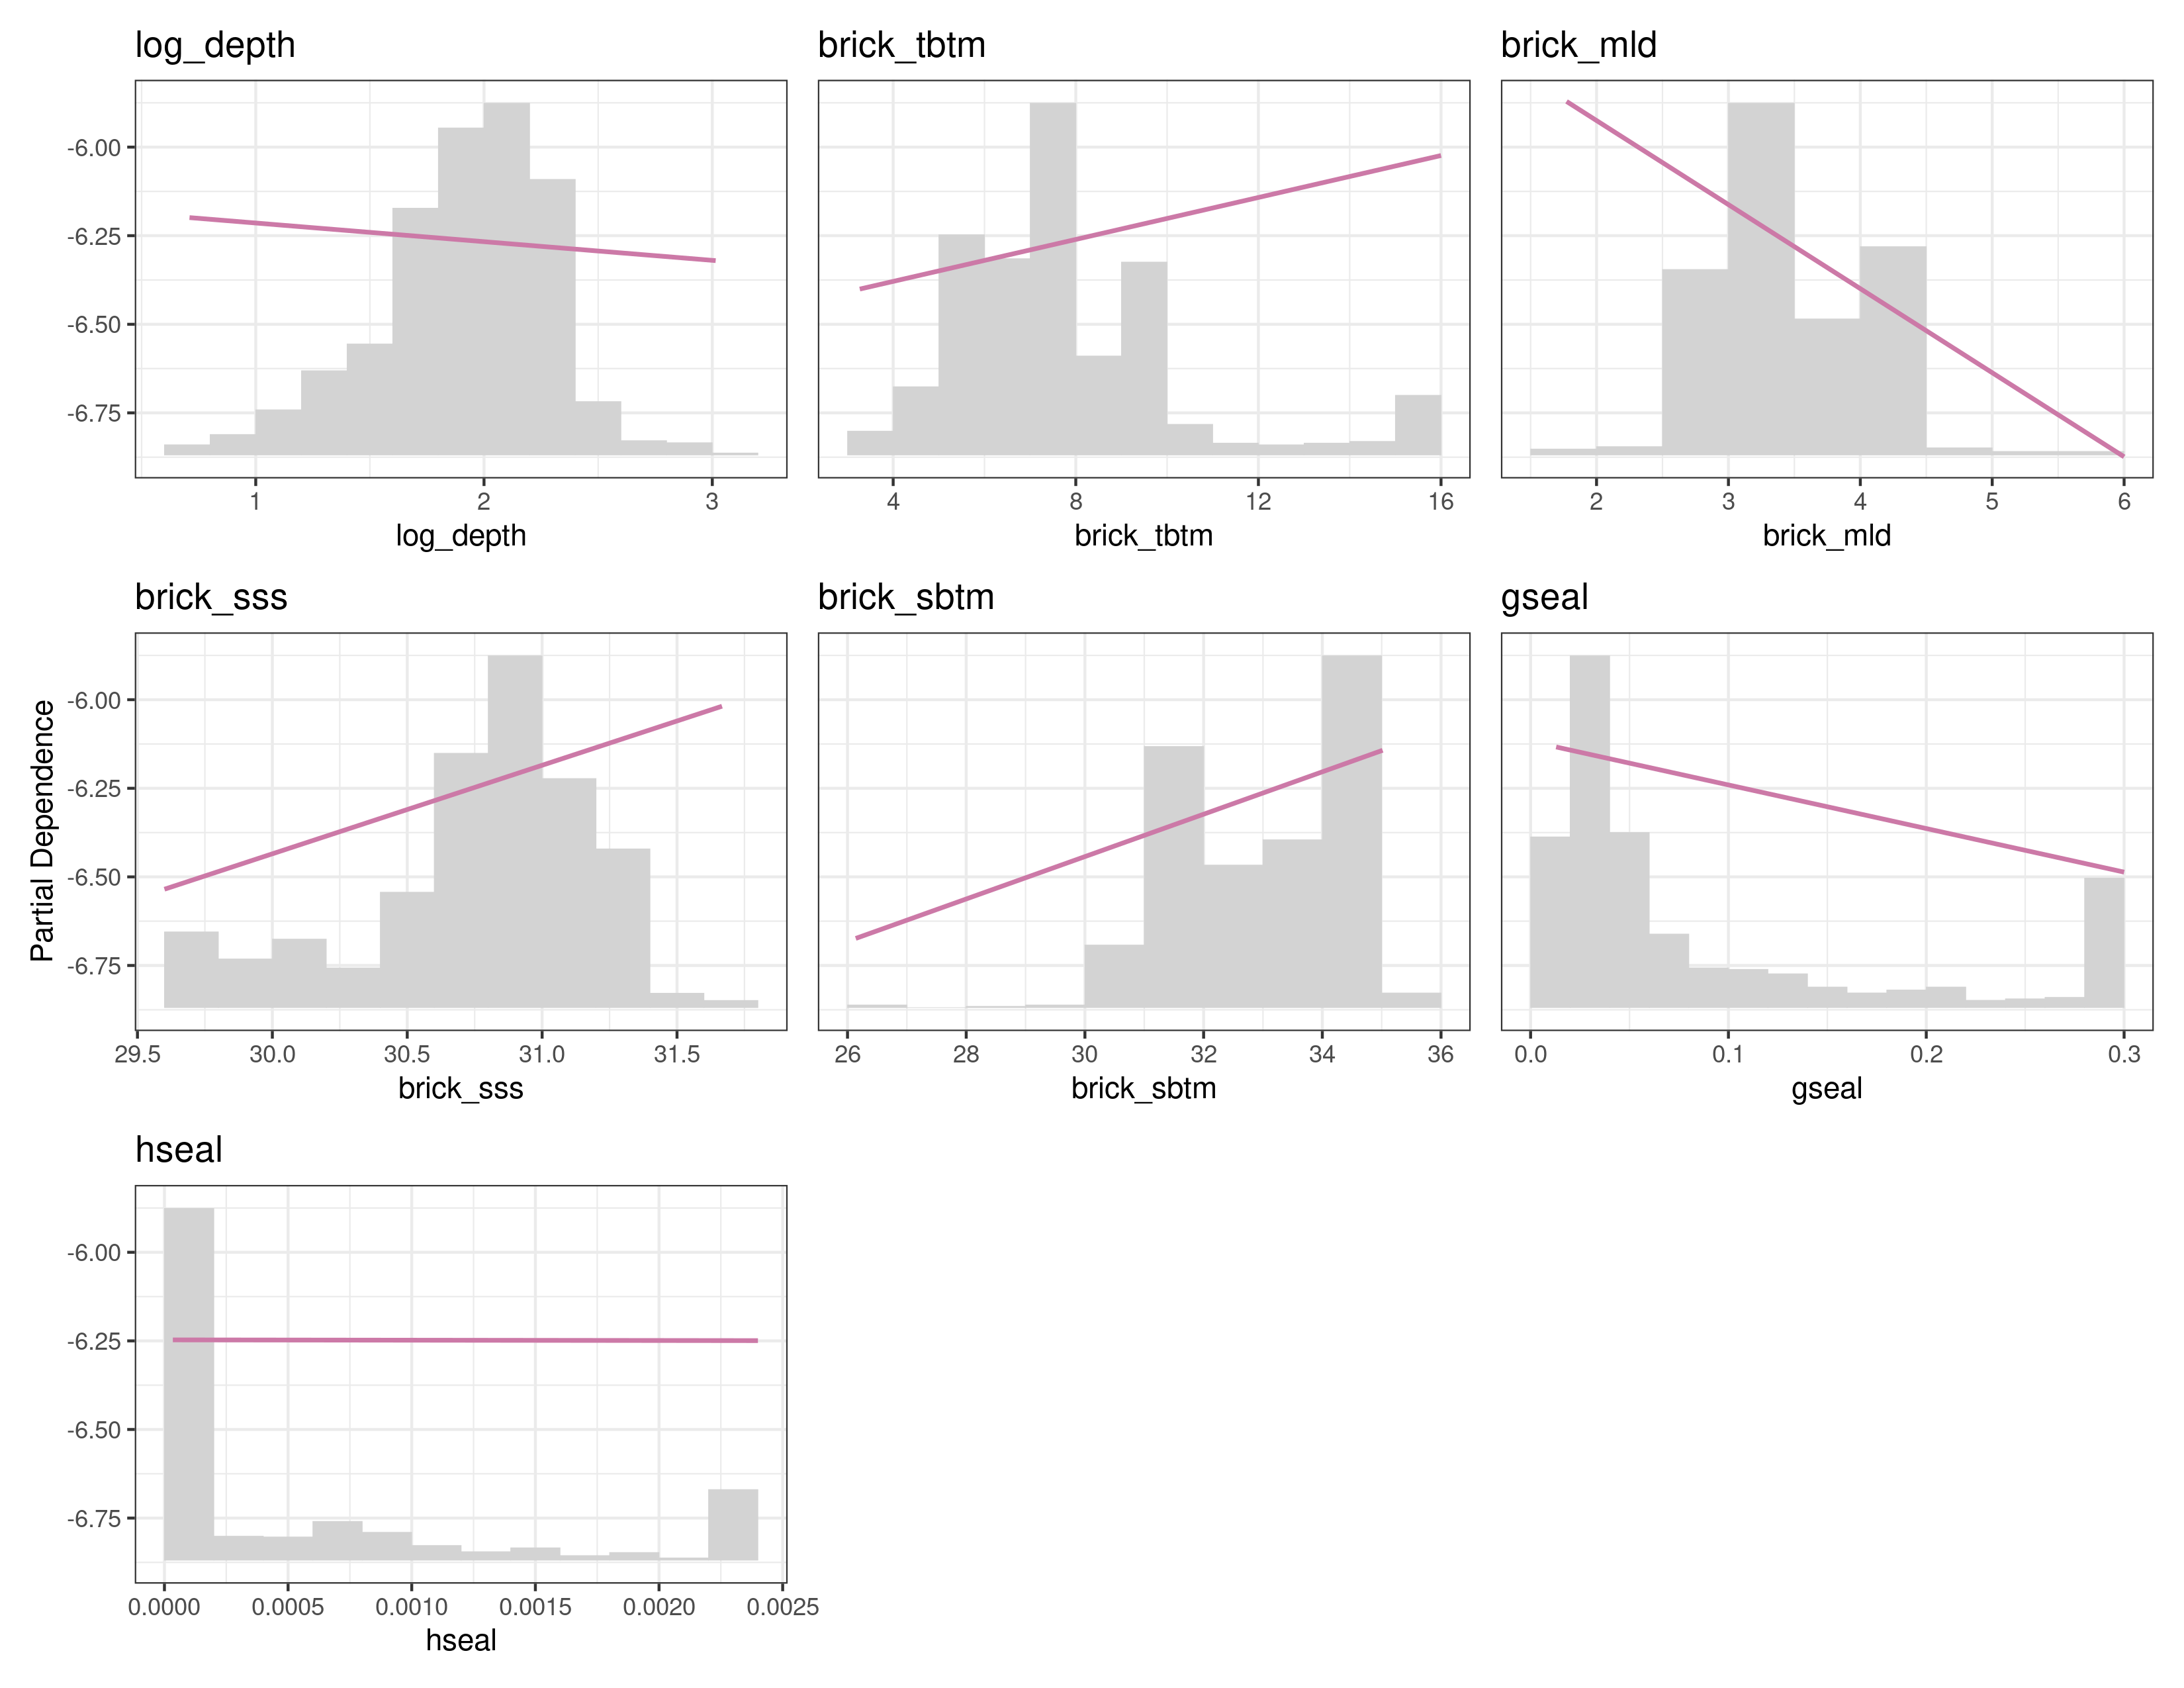 log_depth
brick_tbtm
brick_mld
-6.00
-6.25
-6.50
-6.75
1 2 3
4 8 12 16
2 3 4 5 6
log_depth
brick_tbtm
brick_mld
brick_sss
brick_sbtm
gseal
Partial Dependence
-6.00
-6.25
-6.50
-6.75
29.5 30.0 30.5 31.0 31.5
26 28 30 32 34 36
0.0 0.1 0.2 0.3
brick_sss
brick_sbtm
gseal
hseal
-6.00
-6.25
-6.50
-6.75
0.0000 0.0005 0.0010 0.0015 0.0020 0.0025
hseal